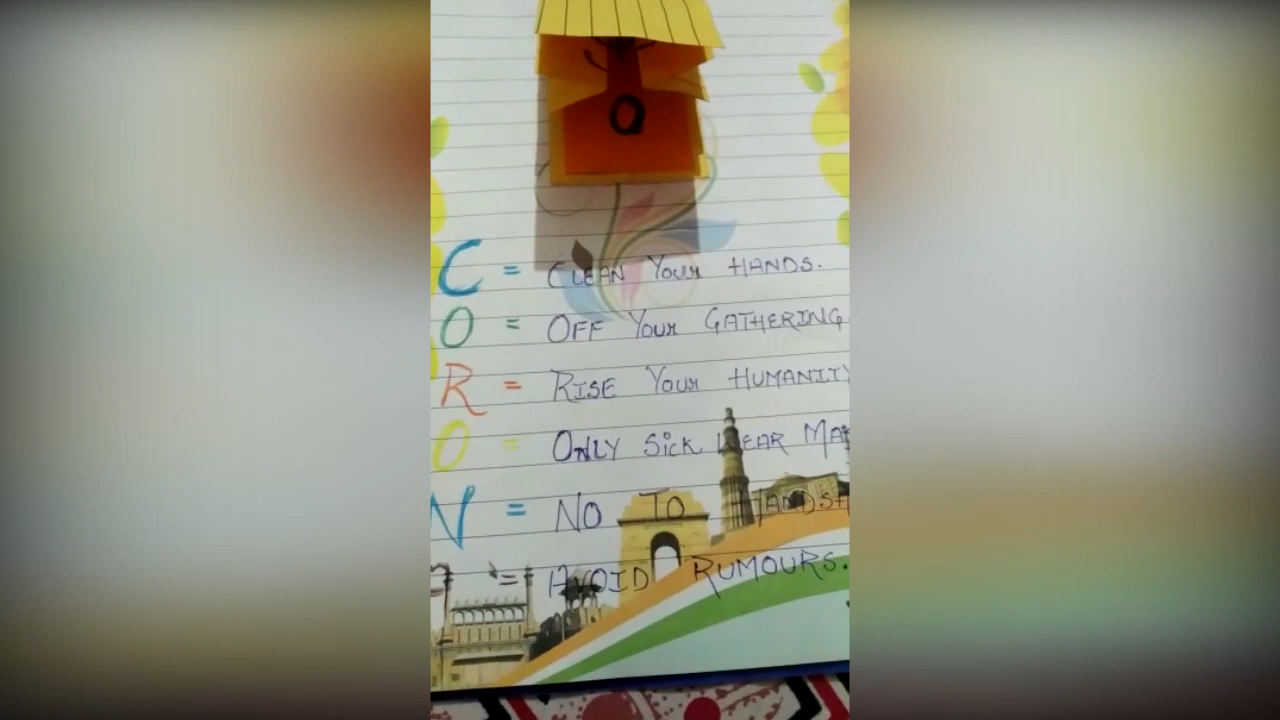 O
C = CLEAN YOUR HANDS.
O = OFF YOUR GATHERING
R = RISE YOUR HUMANITY
O = ONLY SICK WEAR
N = NO TO
= AVOID RUMOURS.